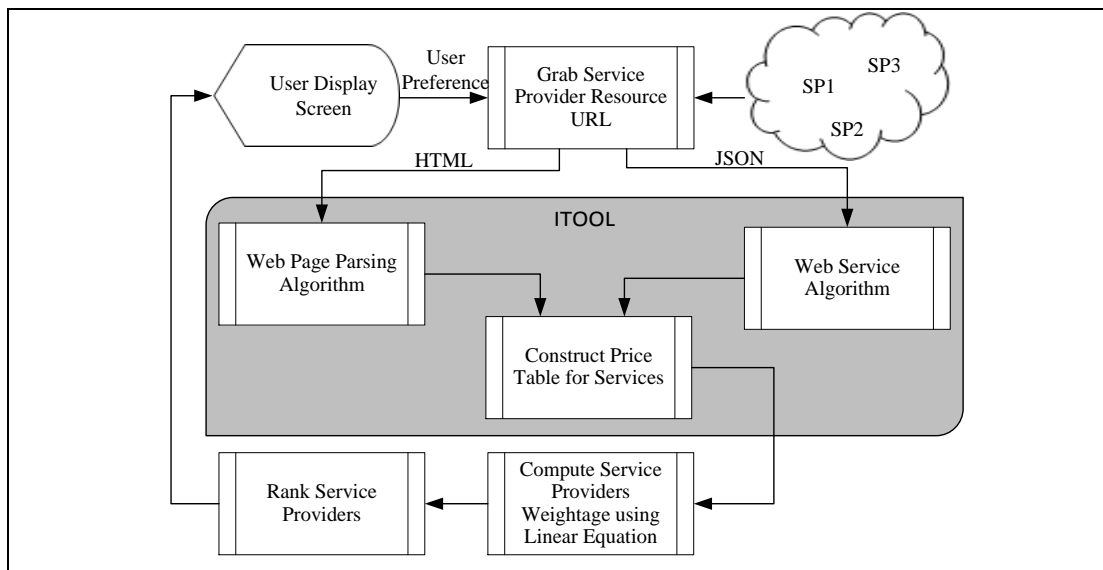 User Display
Screen
User
Preference
Grab Service
Provider Resource
URL
SP1
SP3
SP2
HTML
JSON
ITOOL
Web Page Parsing
Algorithm
Web Service
Algorithm
Construct Price
Table for Services
Rank Service
Providers
Compute Service
Providers
Weightage using
Linear Equation